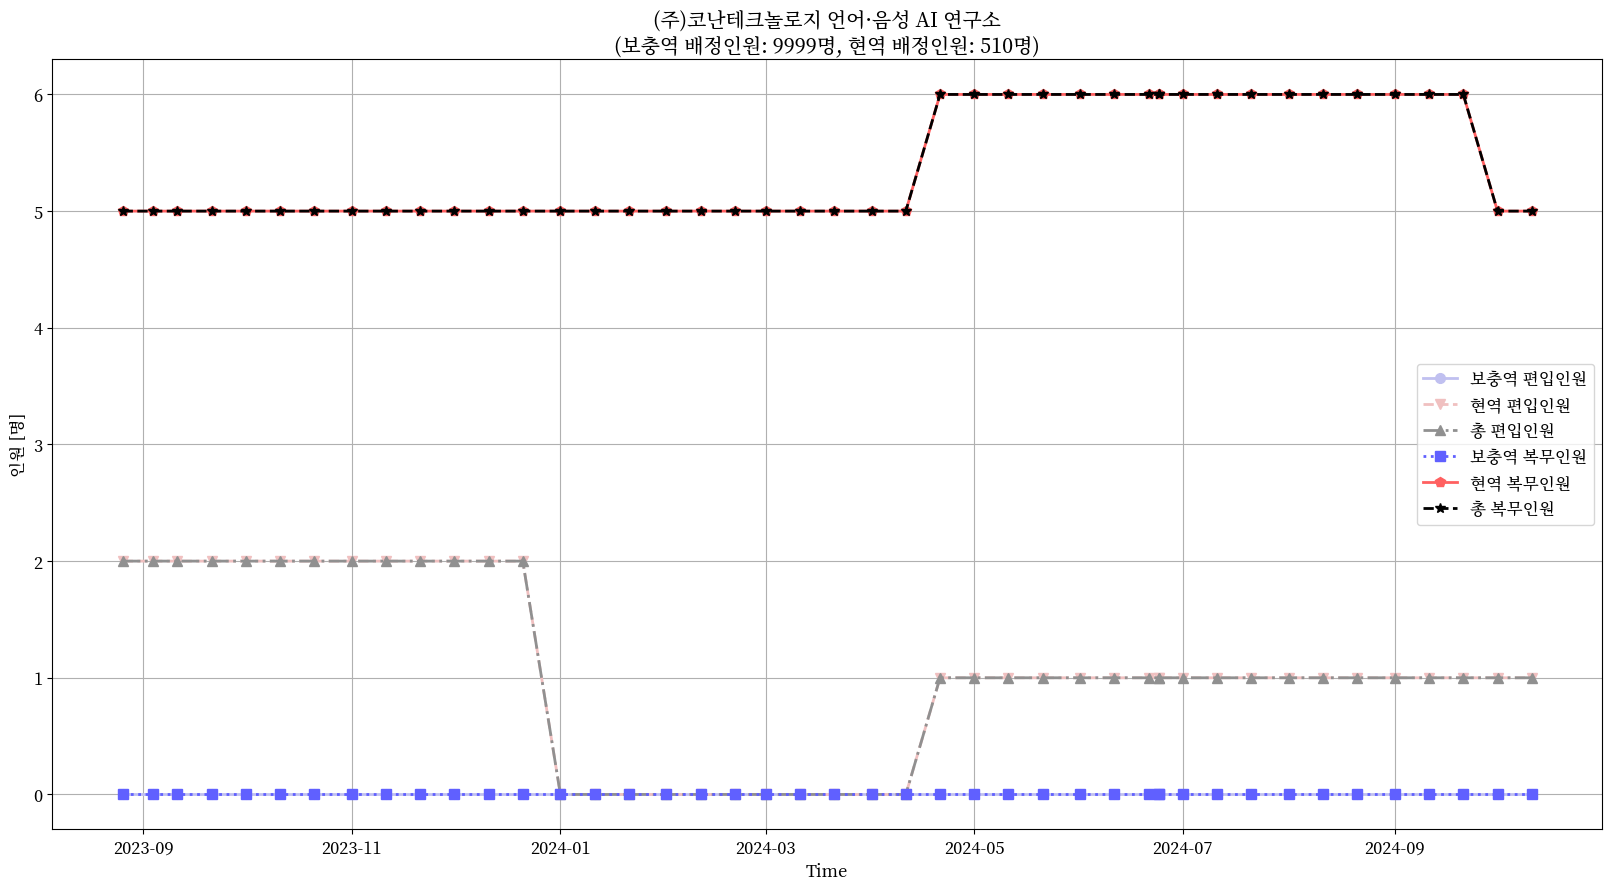 (주)코난테크놀로지 언어·음성 AI 연구소
(보충역 배정인원: 9999명, 현역 배정인원: 510명)
인원 [명]
6
5
4
3
2
1
0
보충역 편입인원
현역 편입인원
총 편입인원
보충역 복무인원
현역 복무인원
총 복무인원
2023-09
2023-11
2024-01
2024-03
2024-05
2024-07
2024-09
Time